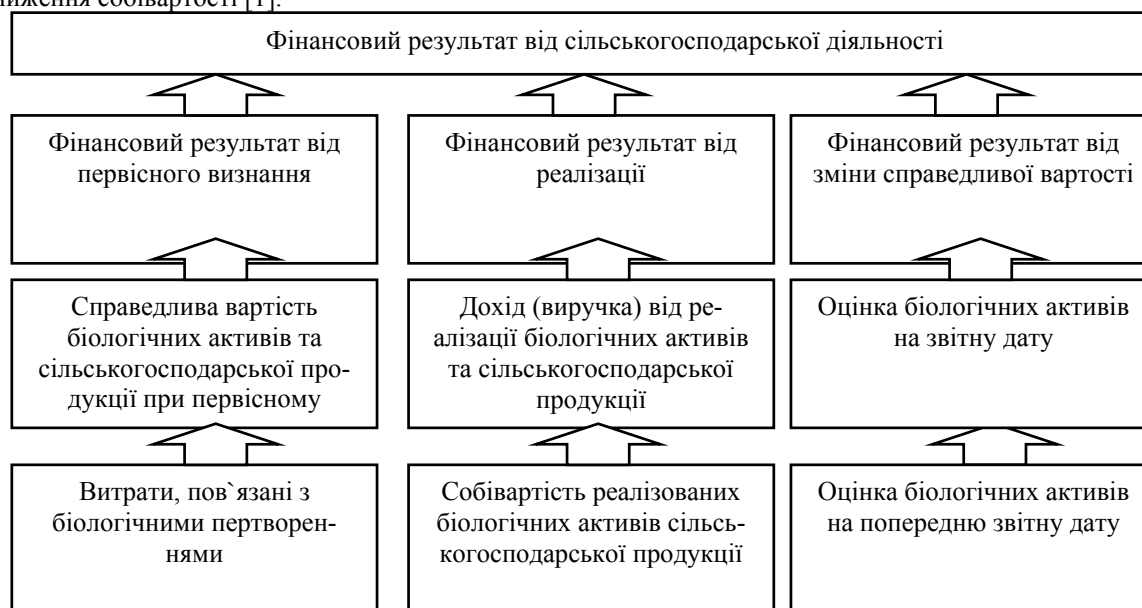 собівартості [1].
Фінансовий результат від сільськогосподарської діяльності
Фінансовий результат від
первісного визнання
Фінансовий результат від
реалізації
Фінансовий результат від
зміни справедливої вартості
Справедлива вартість
біологічних активів та
сільськогосподарської про-
дукції при первісному
Дохід (виручка) від ре-
алізації біологічних активів
та сільськогосподарської
продукції
Оцінка біологічних активів
на звітну дату
Витрати, пов`язані з
біологічними пертворен-
нями
Собівартість реалізованих
біологічних активів сільсь-
когосподарської продукції
Оцінка біологічних активів
на попередню звітну дату